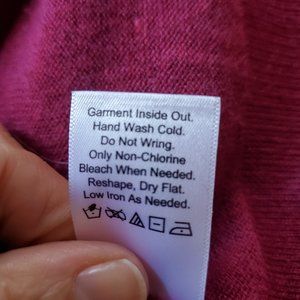 Garment Inside Out.
Hand Wash Cold.
Do Not Wring.
Only Non-Chlorine
Bleach When Needed.
Reshape, Dry Flat.
Low Iron As Needed.